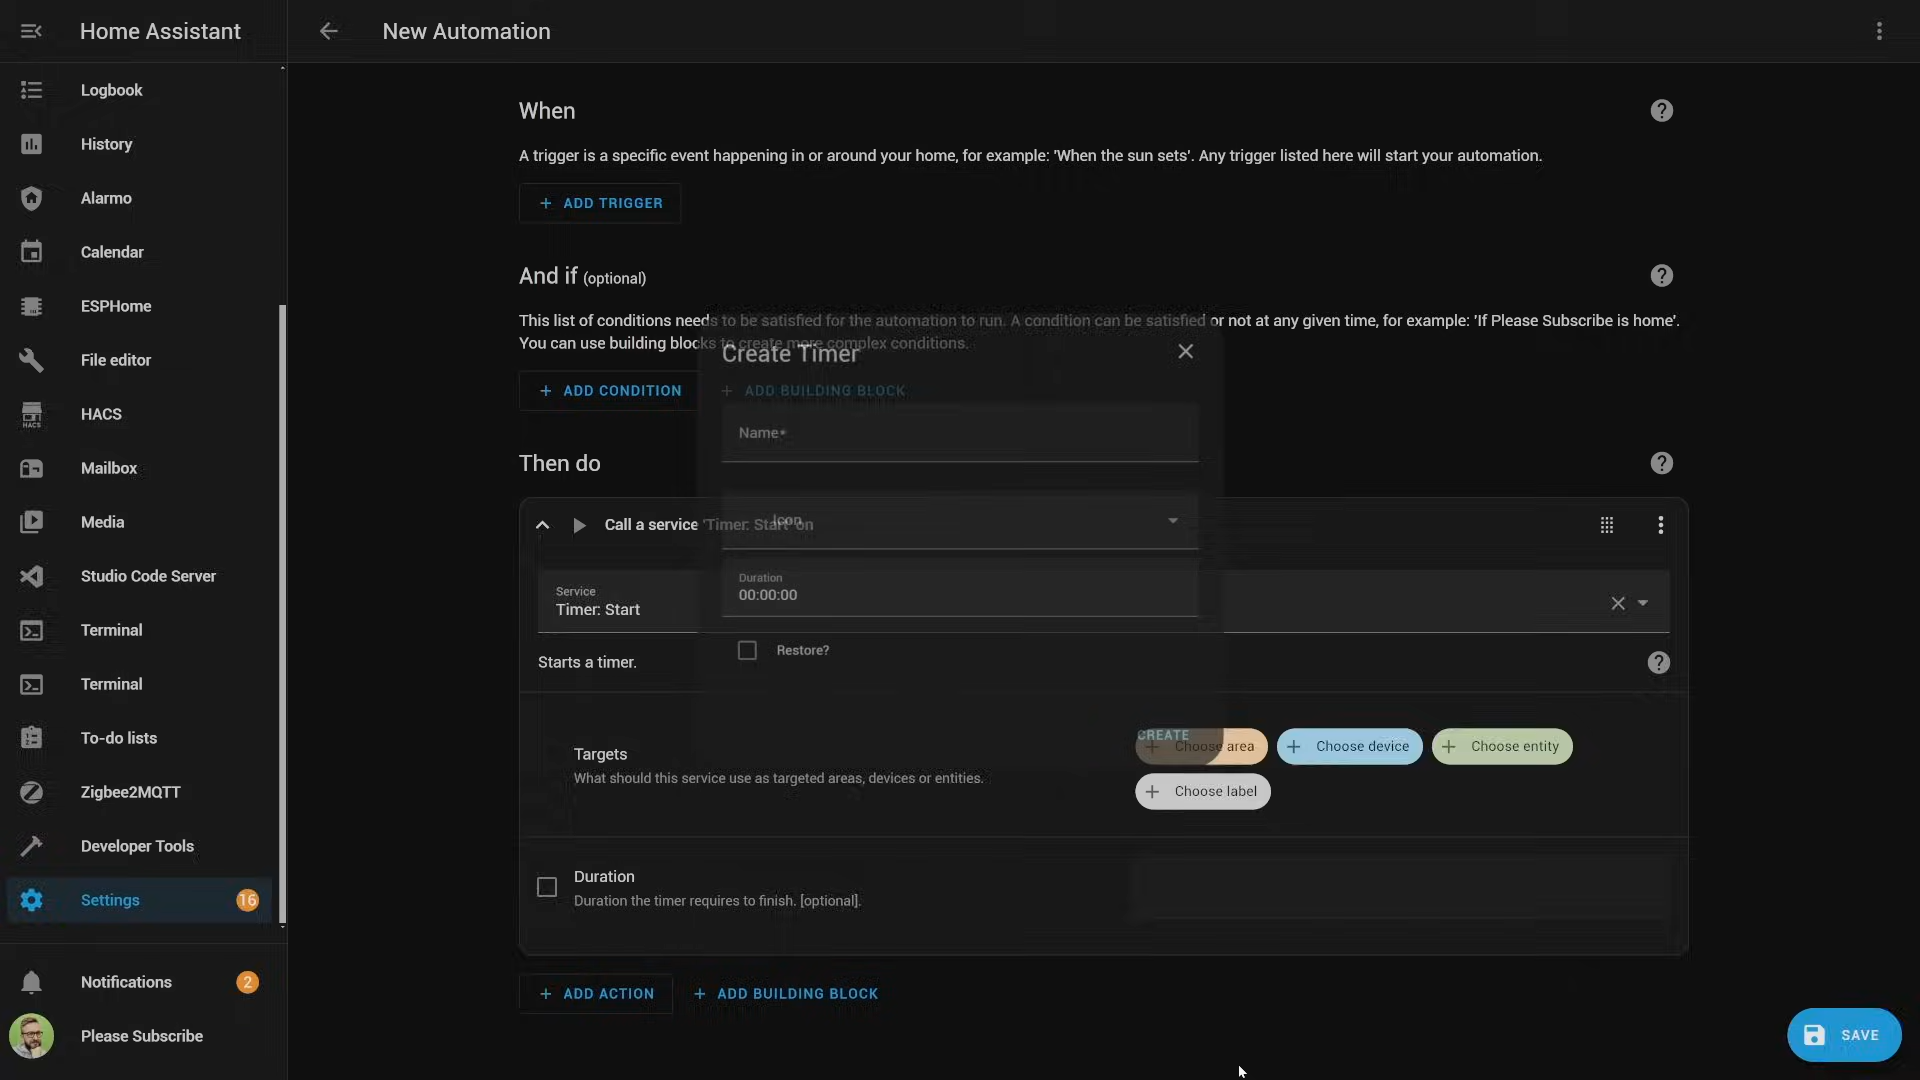 Home Assistant
New Automation
Logbook
History
Alarmo
Calendar
ESPHome
File editor
HACS
HACS
Mailbox
Media
Studio Code Server
Terminal
Terminal
To-do lists
Zigbee2MQTT
Developer Tools
Settings
16
Notifications
2
Please Subscribe
When
A trigger is a specific event happening in or around your home, for example: 'When the sun sets'. Any trigger listed here will start your automation.
ADD TRIGGER
And if (optional)
This list of conditions needs to be satisfied for the automation to run. A condition can be satisfied or not at any given time, for example: 'If Please Subscribe is home'.
You can use building blocks to create more complex conditions.
ADD CONDITION
ADD BUILDING BLOCK
Create Timer
Name*
Icon
Duration
00:00:00
Restore?
CREATE
Then do
Call a service 'Timer: Start' on
Service
Timer: Start
Starts a timer.
Targets
What should this service use as targeted areas, devices or entities.
Choose area
Choose device
Choose entity
Choose label
Duration
Duration the timer requires to finish. [optional].
ADD ACTION
ADD BUILDING BLOCK
SAVE